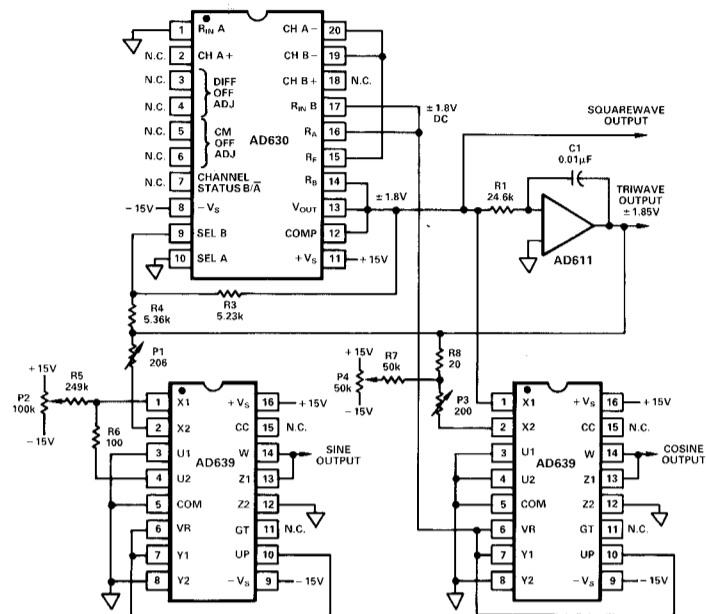 1 R_IN A
CH A− 20
N.C. 2 CH A+
CH B− 19
N.C. 3
CH B+ 18 N.C.
DIFF
OFF
ADJ
N.C. 4
R_IN B 17
± 1.8V
DC
N.C. 5
R_A 16
CM
OFF
ADJ
AD630
N.C. 6
R_F 15
N.C. 7 CHANNEL
STATUS B/A̅
R_B 14
−15V 8 −V_S
V_OUT 13
± 1.8V
9 SEL B
COMP 12
10 SEL A
+V_S 11 +15V
SQUAREWAVE
OUTPUT
C1
0.01μF
R1
24.6k
TRIWAVE
OUTPUT
± 1.85V
AD611
R4
5.36k
R3
5.23k
P1
206
+15V
R5
249k
P2
100k
−15V
R6
100
R8
20
+15V
R7
50k
P4
50k
−15V
P3
200
1 X1
+V_S 16 +15V
2 X2
CC 15 N.C.
3 U1
W 14
SINE
OUTPUT
AD639
4 U2
Z1 13
5 COM
Z2 12
6 VR
GT 11 N.C.
7 Y1
UP 10
8 Y2
−V_S 9 −15V
1 X1
+V_S 16 +15V
2 X2
CC 15 N.C.
3 U1
W 14
COSINE
OUTPUT
AD639
4 U2
Z1 13
5 COM
Z2 12
6 VR
GT 11 N.C.
7 Y1
UP 10
8 Y2
−V_S 9 −15V